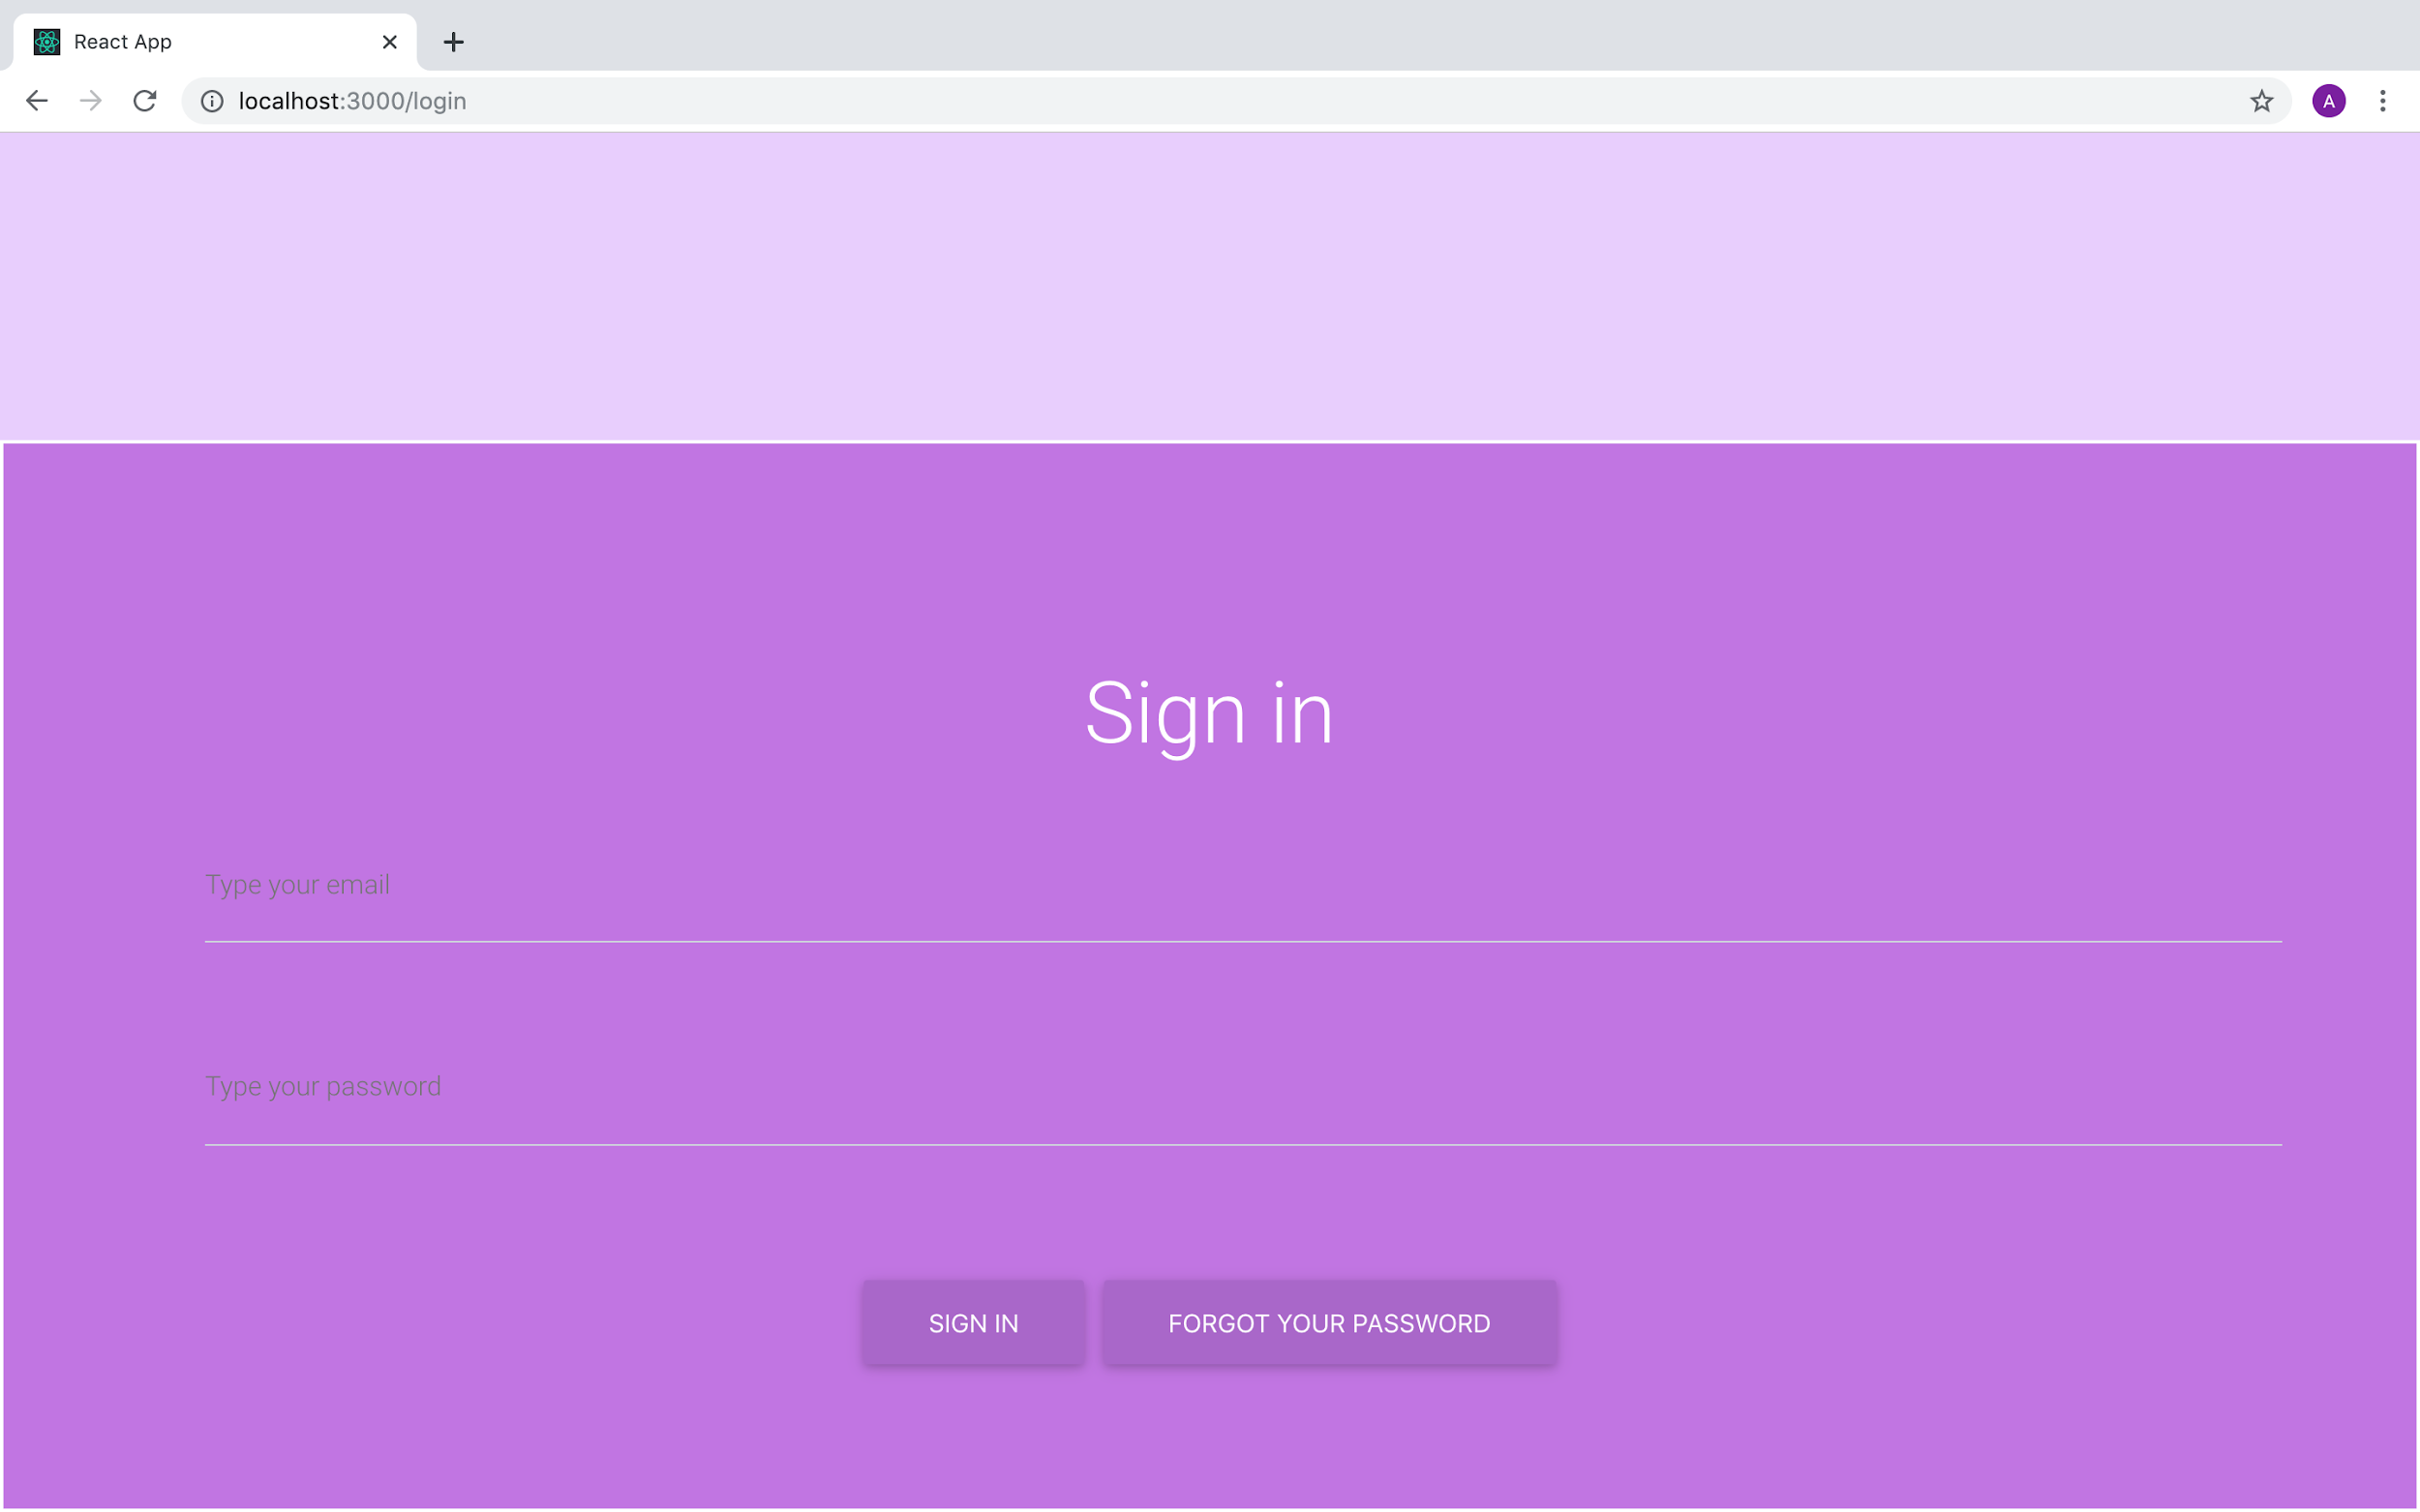 React App
localhost:3000/login
A
Sign in
Type your email
Type your password
SIGN IN
FORGOT YOUR PASSWORD